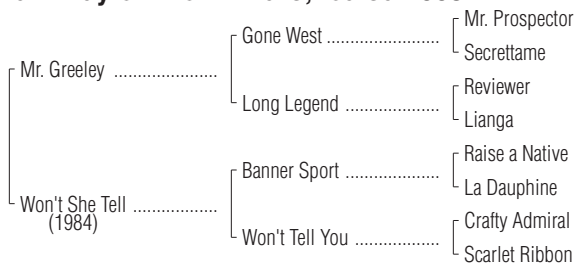 Mr. Prospector
Gone West ........................
Secrettame
Mr. Greeley ......................
Reviewer
Long Legend ....................
Lianga
Raise a Native
Banner Sport .....................
La Dauphine
Won't She Tell ..................
(1984)
Crafty Admiral
Won't Tell You ..................
Scarlet Ribbon